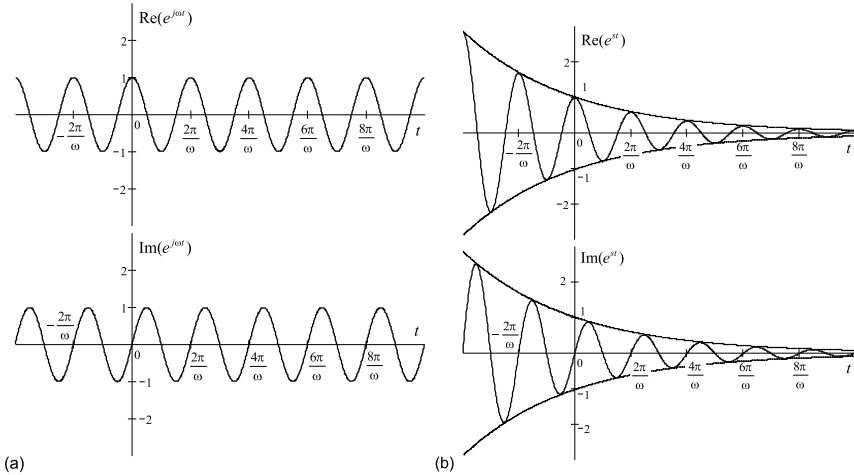 Re(e^{jωt})
2
1
0
-1
-2
-2π/ω
2π/ω
4π/ω
6π/ω
8π/ω
t
Im(e^{jωt})
2
1
0
-1
-2
-2π/ω
2π/ω
4π/ω
6π/ω
8π/ω
t
(a)
Re(e^{st})
2
1
0
-1
-2
-2π/ω
2π/ω
4π/ω
6π/ω
8π/ω
t
Im(e^{st})
2
1
0
-1
-2
-2π/ω
2π/ω
4π/ω
6π/ω
8π/ω
t
(b)